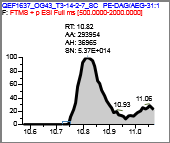 QEF1637_OG43_T3-14-2-7_SC PE-DAG/AEG-31:1
F: FTMS + p ESI Full ms [500.0000-2000.0000]
RT: 10.82
AA: 293954
AH: 36965
SN: 5.37E+014
100
80
60
40
20
0
10.93
11.06
10.6 10.7 10.8 10.9 11.0